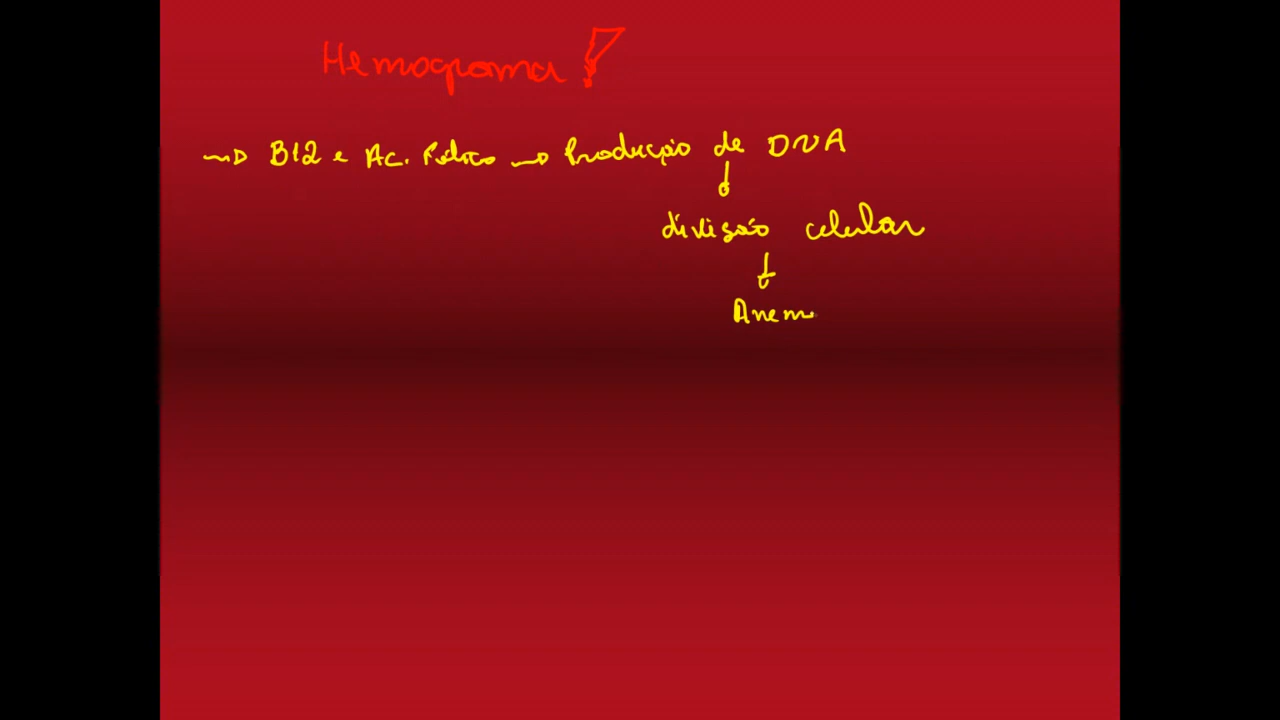 Hemograma!
B12 e Ac. Fólico → Produção de DNA
divisão celular
Anem